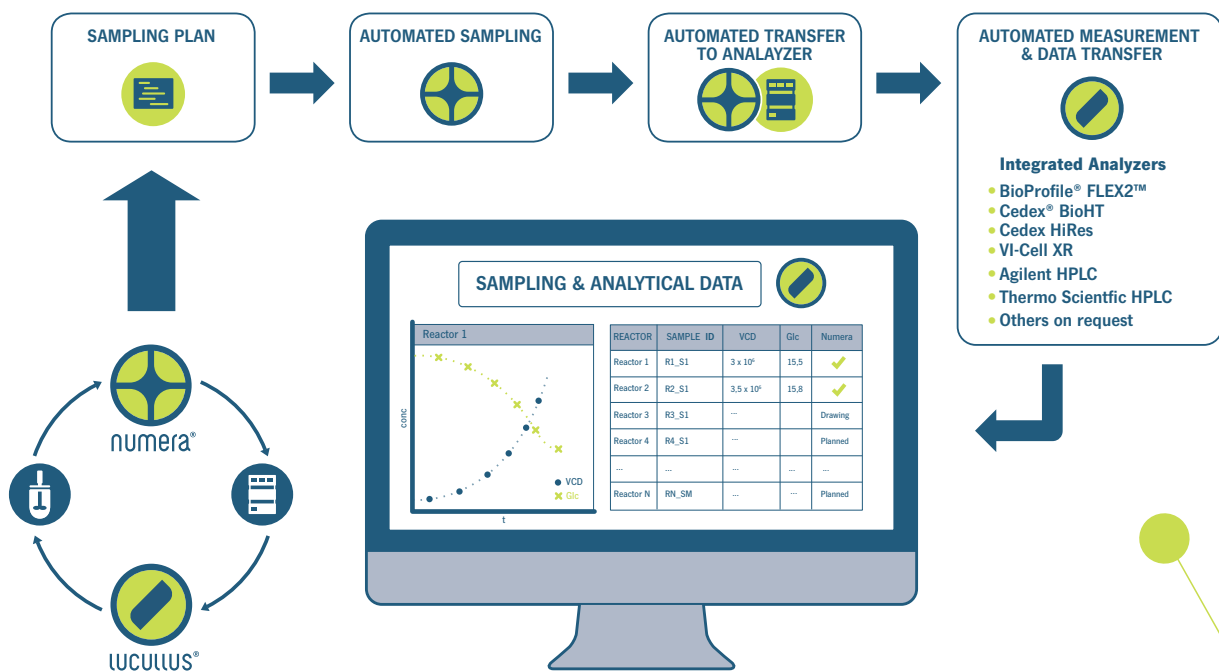 SAMPLING PLAN
AUTOMATED SAMPLING
AUTOMATED TRANSFER
TO ANALAYZER
AUTOMATED MEASUREMENT
& DATA TRANSFER
Integrated Analyzers
• BioProfile® FLEX2™
• Cedex® BioHT
• Cedex HiRes
• VI-Cell XR
• Agilent HPLC
• Thermo Scientfic HPLC
• Others on request
SAMPLING & ANALYTICAL DATA
Reactor 1
conc
t
VCD
Glc
REACTOR SAMPLE ID VCD Glc Numera
Reactor 1 R1_S1 3 x 10⁶ 15,5
Reactor 2 R2_S1 3,5 x 10⁶ 15,8
Reactor 3 R3_S1 ... Drawing
Reactor 4 R4_S1 ... Planned
... ... ... ... ...
Reactor N RN_SM ... ... Planned
numera®
lucullus®